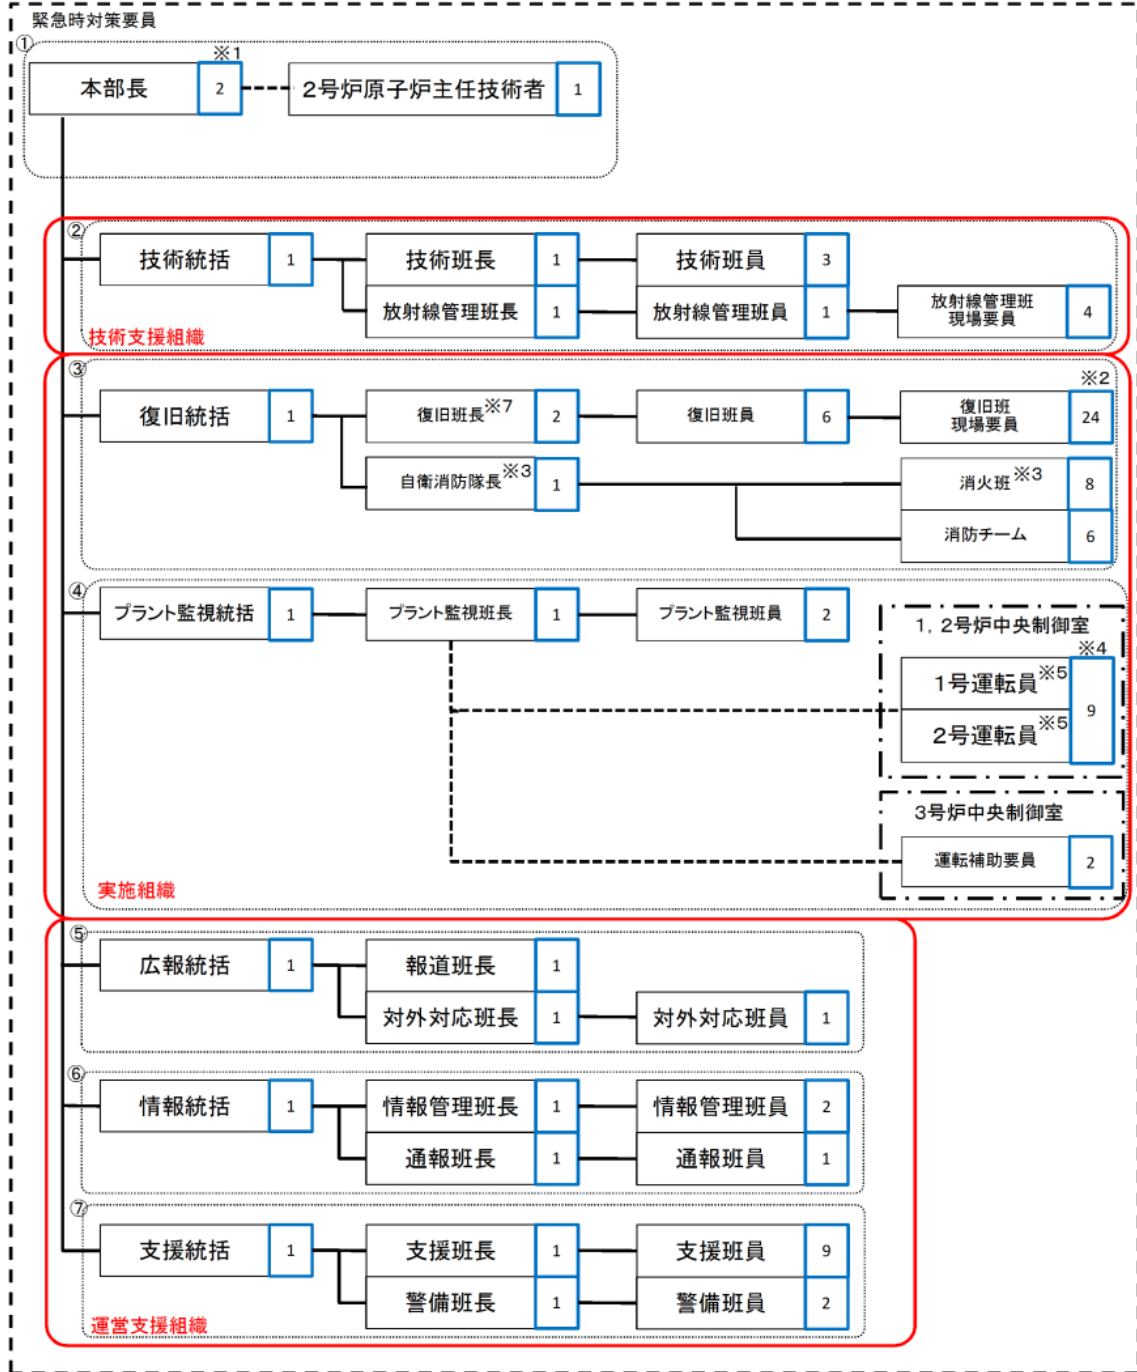 緊急時対策要員
①
※1
本部長 2
2号炉原子炉主任技術者 1
②
技術統括 1
技術班長 1
技術班員 3
放射線管理班長 1
放射線管理班員 1
放射線管理班
現場要員 4
技術支援組織
③
※2
復旧統括 1
復旧班長※7 2
復旧班員 6
復旧班
現場要員 24
自衛消防隊長※3 1
消火班※3 8
消防チーム 6
④
プラント監視統括 1
プラント監視班長 1
プラント監視班員 2
1,2号炉中央制御室
※4
1号運転員※5
9
2号運転員※5
3号炉中央制御室
運転補助要員 2
実施組織
⑤
広報統括 1
報道班長 1
対外対応班長 1
対外対応班員 1
⑥
情報統括 1
情報管理班長 1
情報管理班員 2
通報班長 1
通報班員 1
⑦
支援統括 1
支援班長 1
支援班員 9
警備班長 1
警備班員 2
運営支援組織